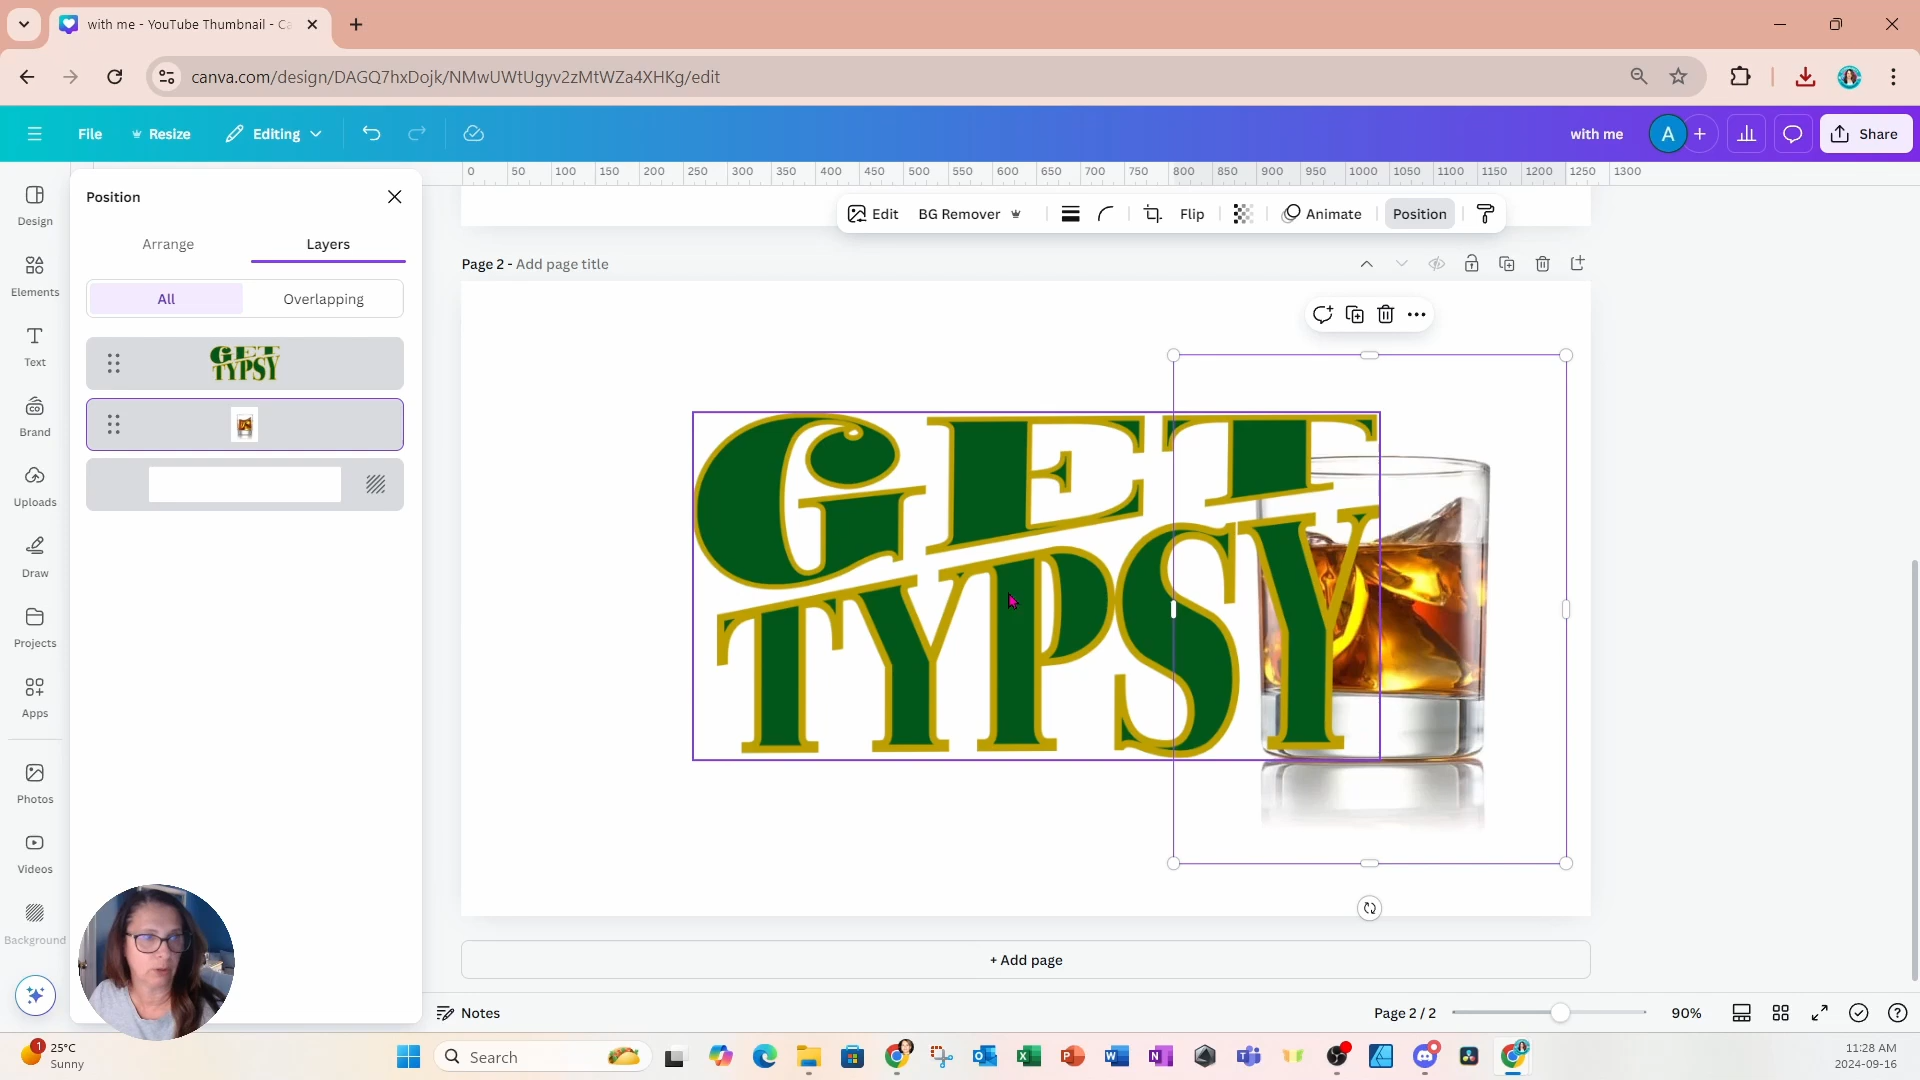 with me - YouTube Thumbnail - Ca
canva.com/design/DAGQ7hxDojk/NMwUWtUgyv2zMtWZa4XHKg/edit
File
Resize
Editing
with me
A
Share
0 50 100 150 200 250 300 350 400 450 500 550 600 650 700 750 800 850 900 950 1000 1050 1100 1150 1200 1250 1300
Position
Arrange
Layers
All
Overlapping
GET
TYPSY
Design
Elements
Text
Brand
Uploads
Draw
Projects
Apps
Photos
Videos
Background
Edit
BG Remover
Flip
Animate
Position
Page 2 - Add page title
GET
TYPSY
+ Add page
Notes
Page 2 / 2
90%
1
25°C
Sunny
Search
11:28 AM
2024-09-16